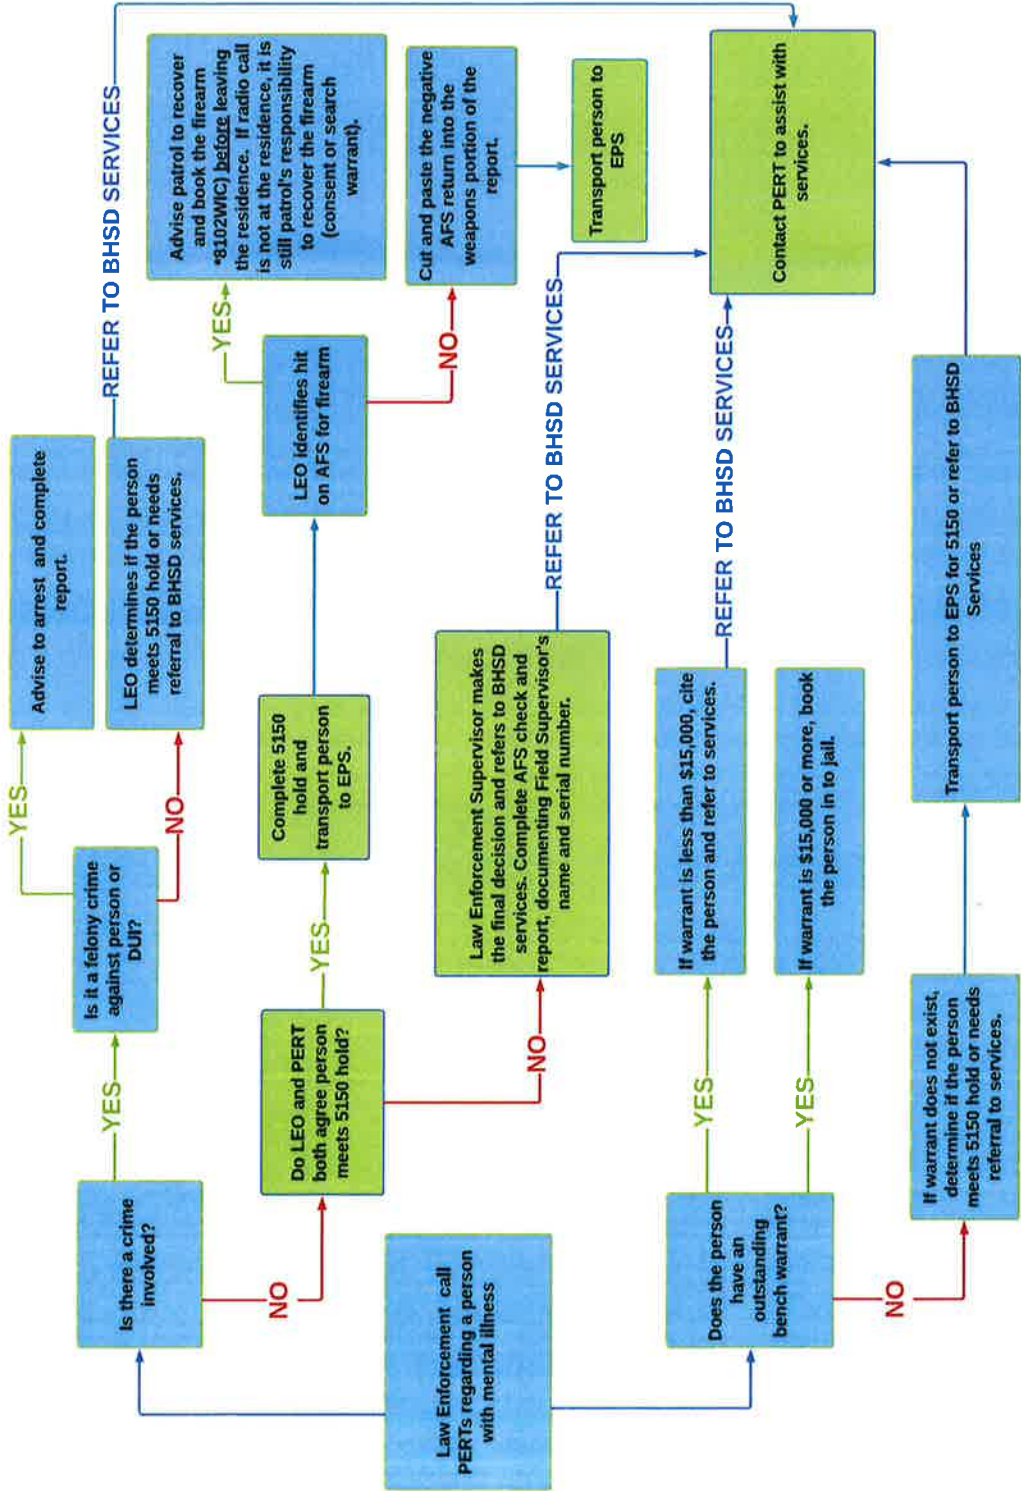 Law Enforcement call
PERTs regarding a person
with mental illness
Is there a crime
involved?
YES
NO
Is it a felony crime
against person or
DUI?
YES
NO
Advise to arrest and complete
report.
LEO determines if the person
meets 5150 hold or needs
referral to BHSD services.
REFER TO BHSD SERVICES
Do LEO and PERT
both agree person
meets 5150 hold?
YES
NO
Complete 5150
hold and
transport person
to EPS.
LEO identifies hit
on AFS for firearm
YES
NO
Advise patrol to recover
and book the firearm
*8102WIC) before leaving
the residence. If radio call
is not at the residence, it is
still patrol's responsibility
to recover the firearm
(consent or search
warrant).
Cut and paste the negative
AFS return into the
weapons portion of the
report.
Transport person to
EPS
Law Enforcement Supervisor makes
the final decision and refers to BHSD
services. Complete AFS check and
report, documenting Field Supervisor's
name and serial number.
REFER TO BHSD SERVICES
Does the person
have an
outstanding
bench warrant?
YES
YES
NO
If warrant is less than $15,000, cite
the person and refer to services.
REFER TO BHSD SERVICES
If warrant is $15,000 or more, book
the person in to jail.
If warrant does not exist,
determine if the person
meets 5150 hold or needs
referral to services.
Transport person to EPS for 5150 or refer to BHSD
Services
Contact PERT to assist with
services.